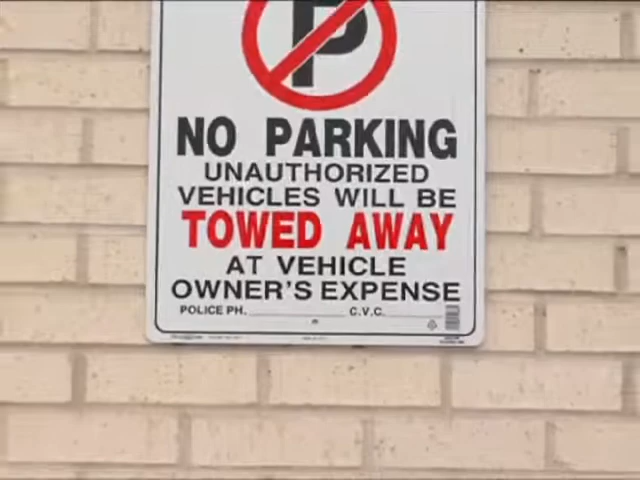 P
NO PARKING
UNAUTHORIZED
VEHICLES WILL BE
TOWED AWAY
AT VEHICLE
OWNER'S EXPENSE
POLICE PH. C.V.C.